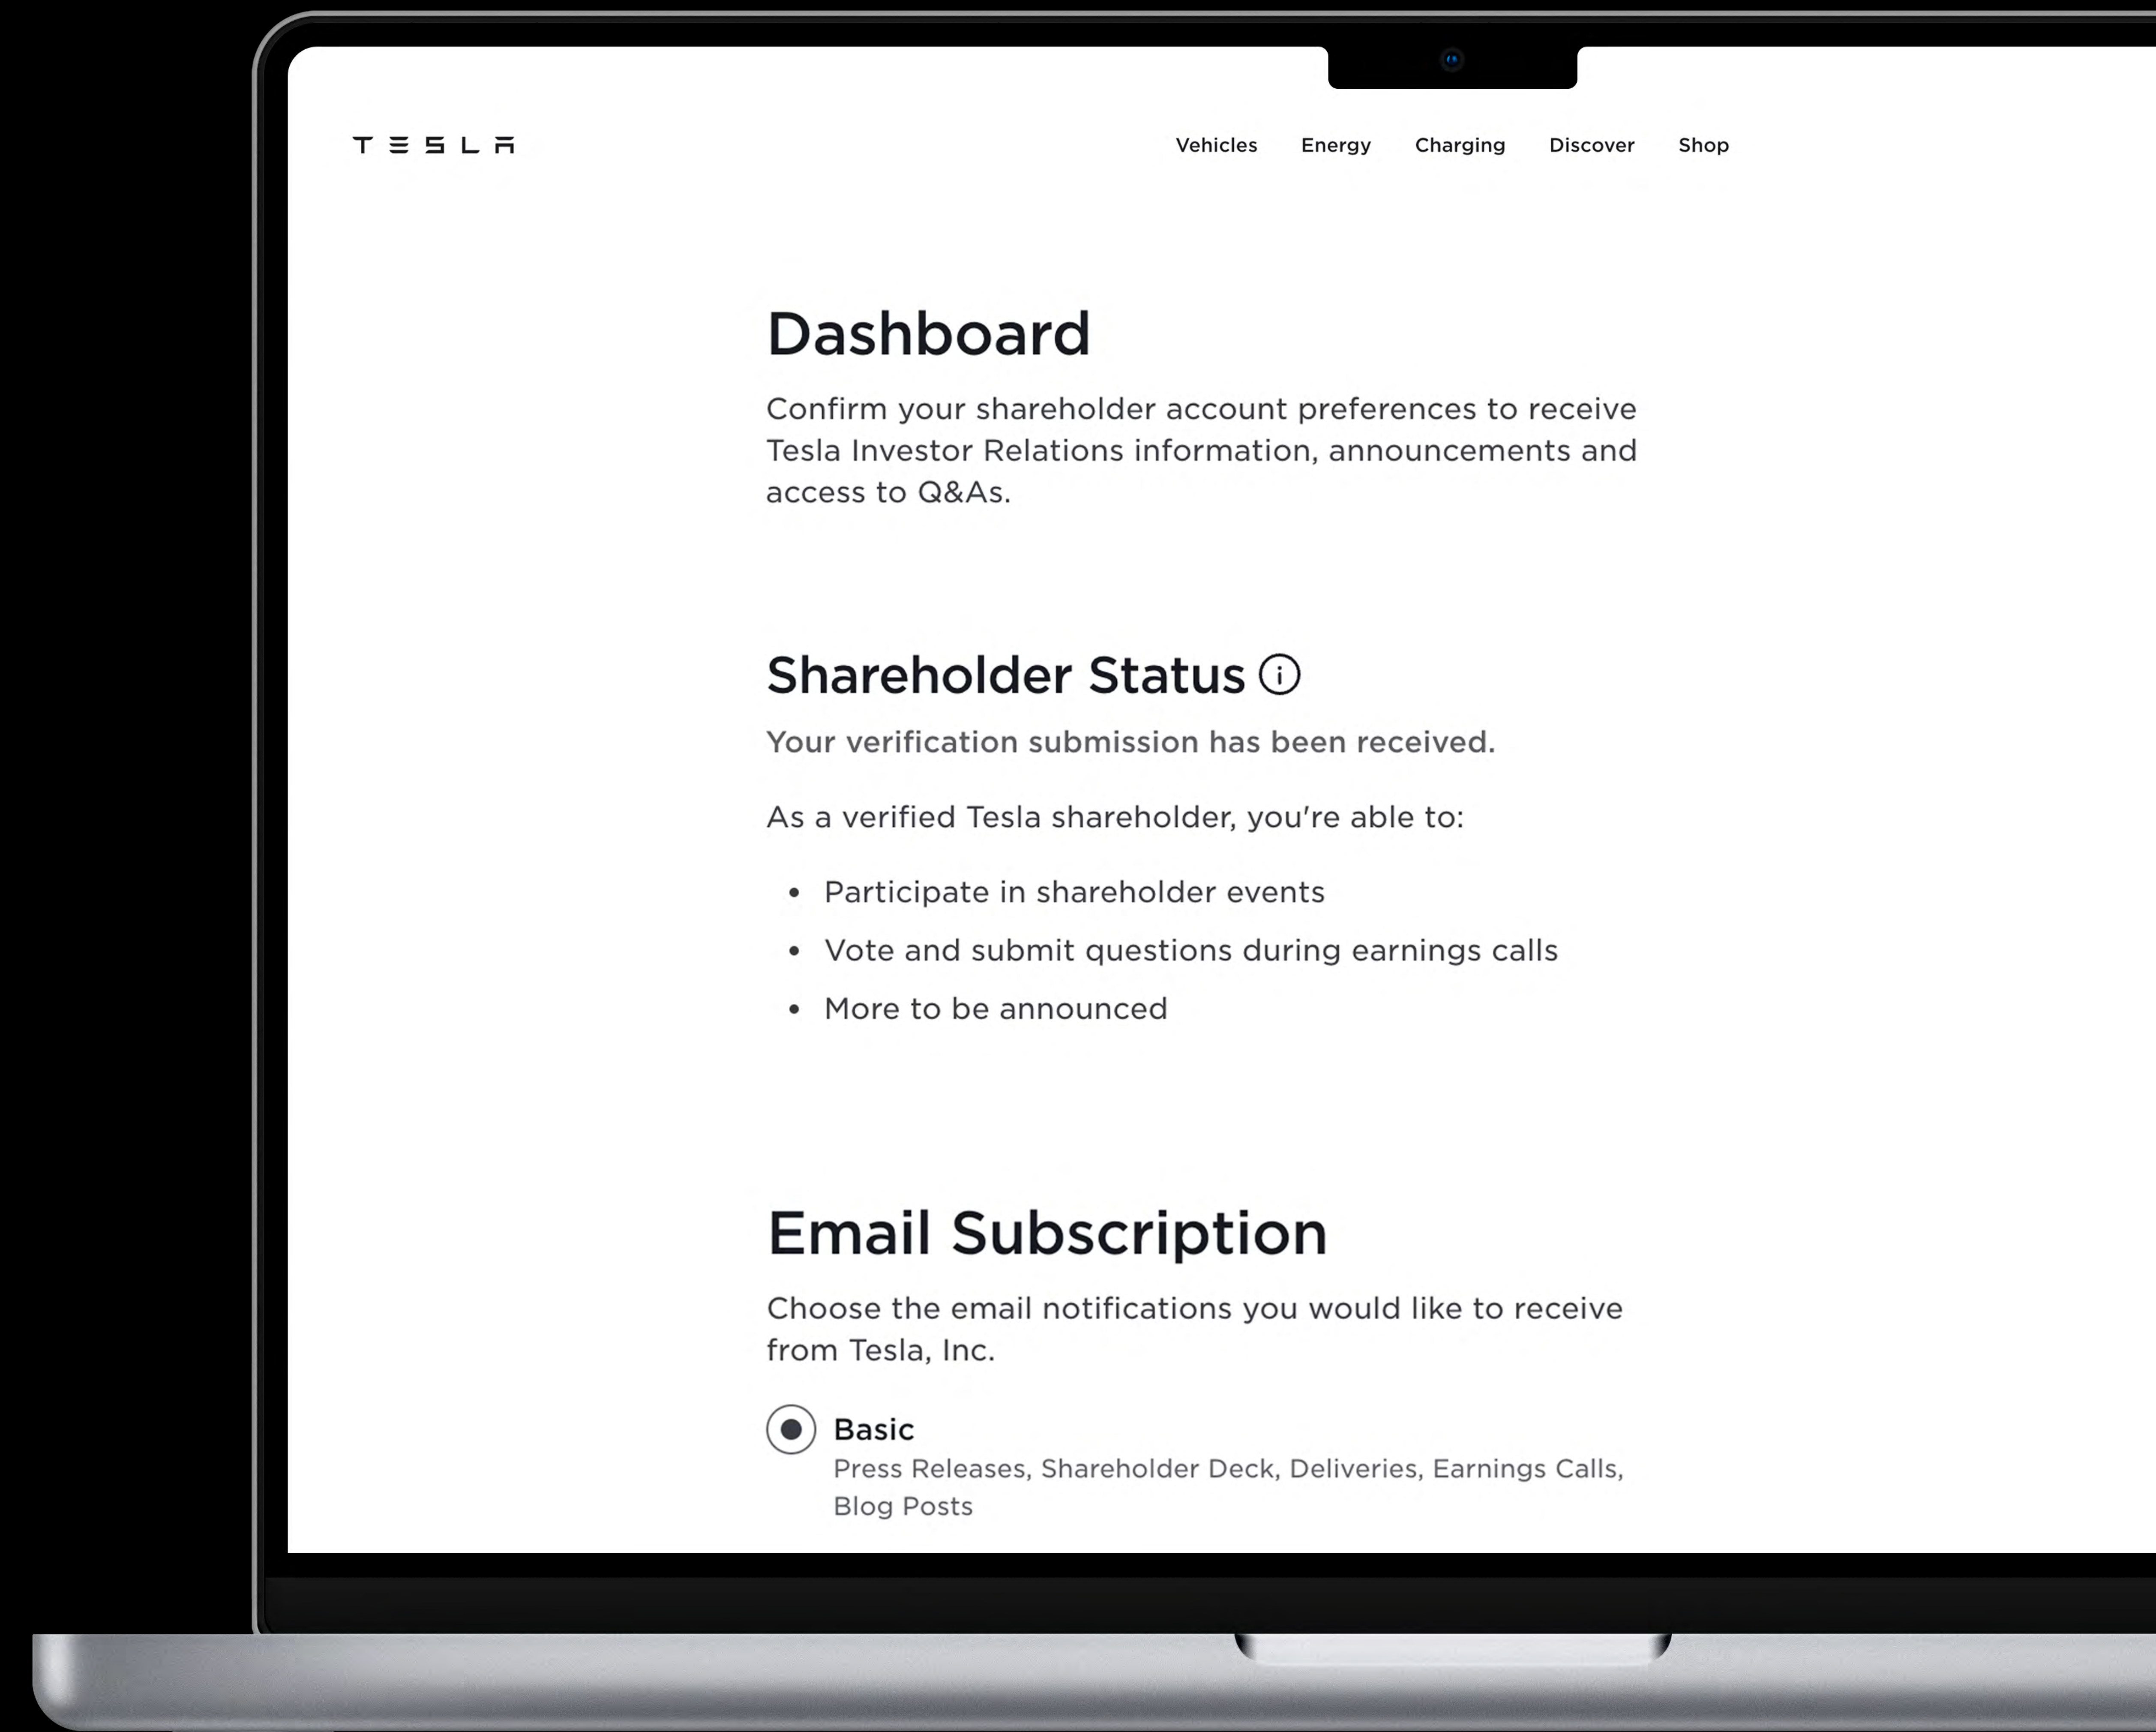 TESLA
Vehicles Energy Charging Discover Shop
Dashboard
Confirm your shareholder account preferences to receive
Tesla Investor Relations information, announcements and
access to Q&As.
Shareholder Status
Your verification submission has been received.
As a verified Tesla shareholder, you're able to:
• Participate in shareholder events
• Vote and submit questions during earnings calls
• More to be announced
Email Subscription
Choose the email notifications you would like to receive
from Tesla, Inc.
Basic
Press Releases, Shareholder Deck, Deliveries, Earnings Calls,
Blog Posts